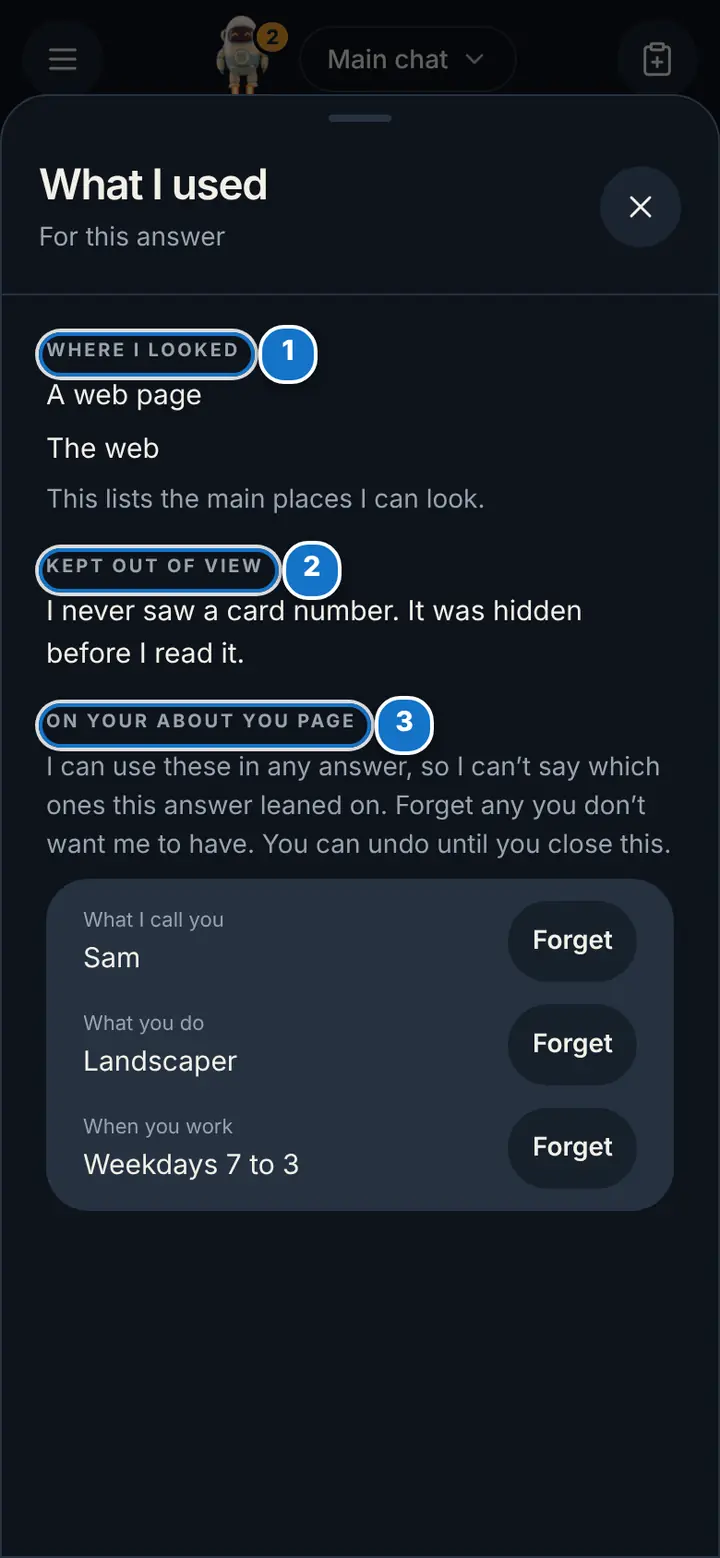 2
Main chat
What I used
For this answer
WHERE I LOOKED
1
A web page
The web
This lists the main places I can look.
KEPT OUT OF VIEW
2
I never saw a card number. It was hidden
before I read it.
ON YOUR ABOUT YOU PAGE
3
I can use these in any answer, so I can’t say which
ones this answer leaned on. Forget any you don’t
want me to have. You can undo until you close this.
What I call you
Sam
Forget
What you do
Landscaper
Forget
When you work
Weekdays 7 to 3
Forget